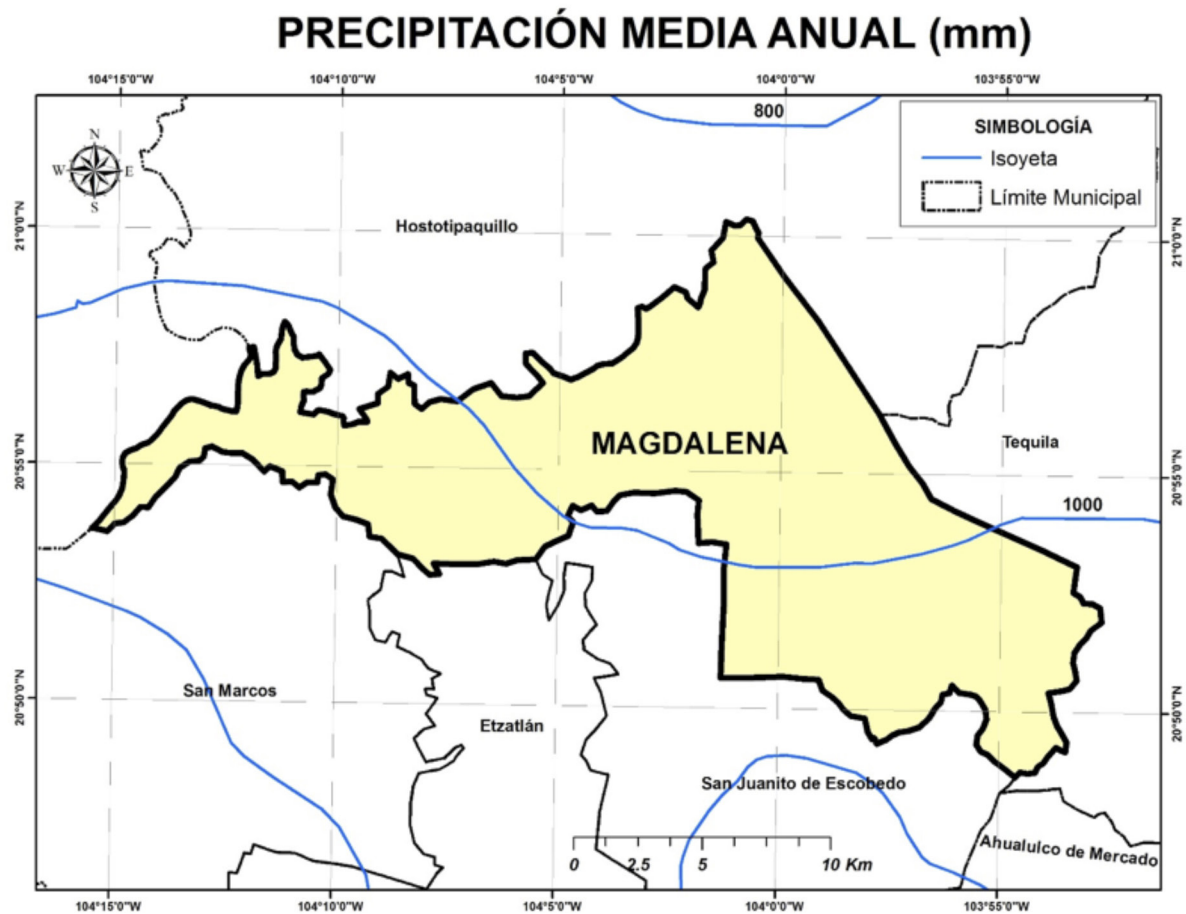 PRECIPITACIÓN MEDIA ANUAL (mm)
104°15'0"W 104°10'0"W 104°5'0"W 104°0'0"W 103°55'0"W
800
SIMBOLOGÍA
Isoyeta
Límite Municipal
N
W E
S
21°0'0"N
Hostotipaquillo
21°0'0"N
MAGDALENA
Tequila
20°55'0"N
20°55'0"N
1000
San Marcos
20°50'0"N
Etzatlán
20°50'0"N
San Juanito de Escobedo
Ahualulco de Mercado
0 2.5 5 10 Km
104°15'0"W 104°10'0"W 104°5'0"W 104°0'0"W 103°55'0"W